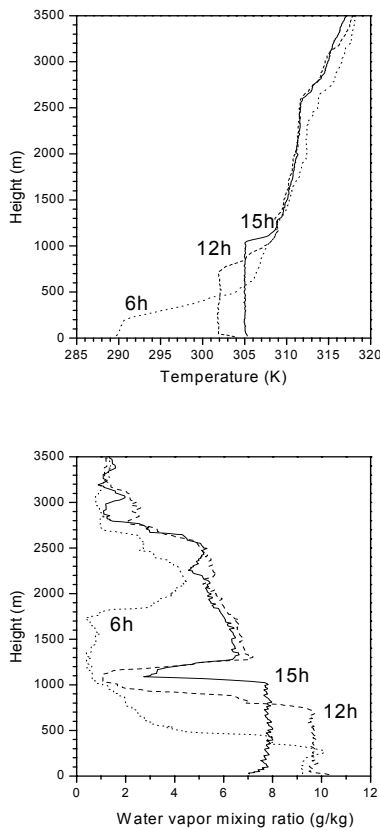 3500
3000
2500
2000
1500
1000
500
0
Height (m)
15h
12h
6h
285 290 295 300 305 310 315 320
Temperature (K)
3500
3000
2500
2000
1500
1000
500
0
Height (m)
6h
15h
12h
0 2 4 6 8 10 12
Water vapor mixing ratio (g/kg)